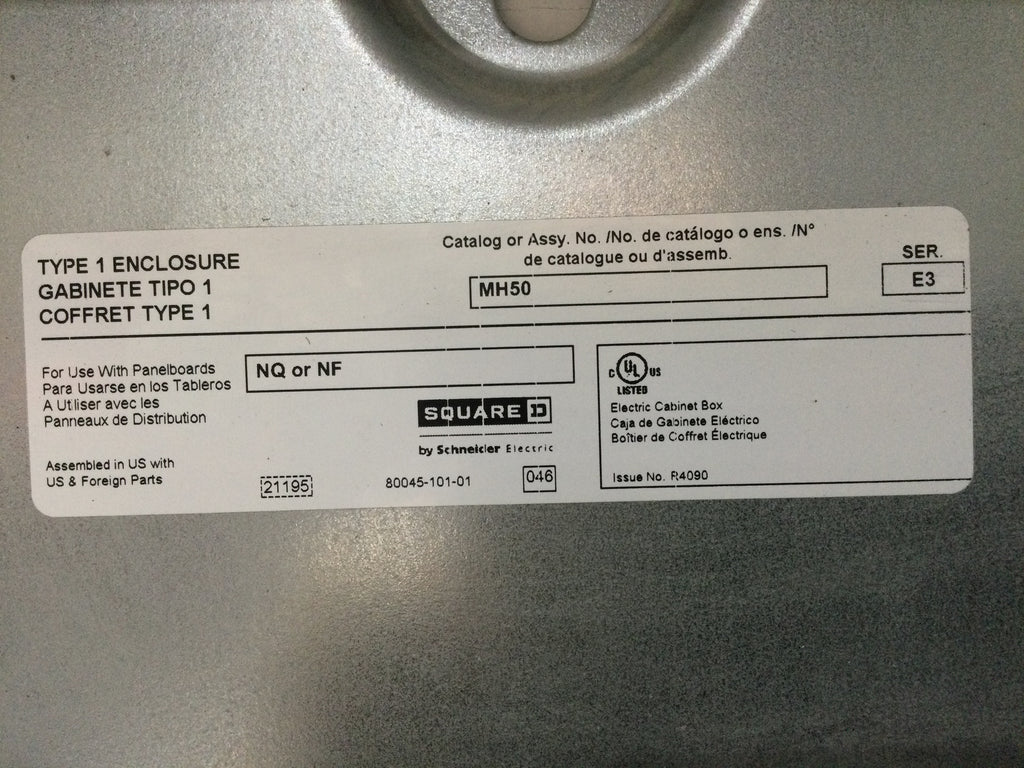 TYPE 1 ENCLOSURE
GABINETE TIPO 1
COFFRET TYPE 1
Catalog or Assy. No. /No. de catálogo o ens. /N°
de catalogue ou d'assemb.
MH50
SER.
E3
For Use With Panelboards
Para Usarse en los Tableros
A Utiliser avec les
Panneaux de Distribution
NQ or NF
SQUARE D
by Schneider Electric
Assembled in US with
US & Foreign Parts
21195
80045-101-01
046
C UL US
LISTED
Electric Cabinet Box
Caja de Gabinete Eléctrico
Boîtier de Coffret Électrique
Issue No. R4090